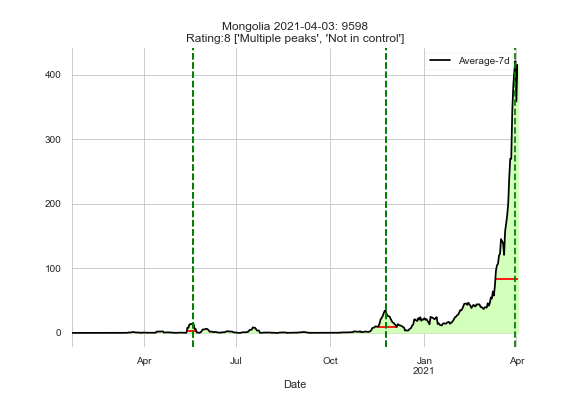 Mongolia 2021-04-03: 9598
Rating:8 ['Multiple peaks', 'Not in control']
Average-7d
400
300
200
100
0
Apr
Jul
Oct
Jan
2021
Apr
Date